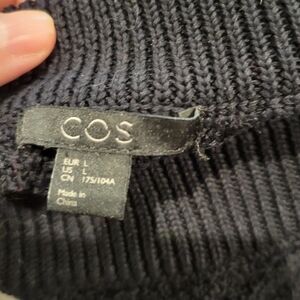 COS
EUR L
US L
CN 175/104A
Made in
China